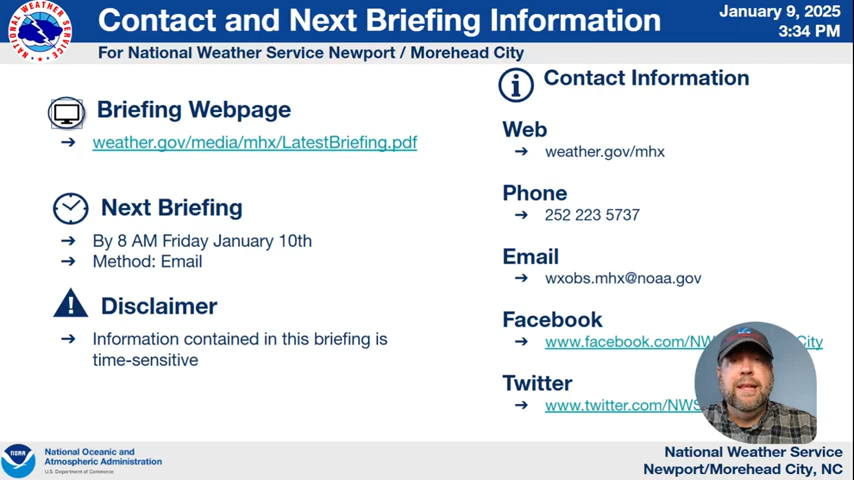 Contact and Next Briefing Information
January 9, 2025
3:34 PM
For National Weather Service Newport / Morehead City
NATIONAL WEATHER SERVICE
Briefing Webpage
➔ weather.gov/media/mhx/LatestBriefing.pdf
Next Briefing
➔ By 8 AM Friday January 10th
➔ Method: Email
Disclaimer
➔ Information contained in this briefing is
time-sensitive
Contact Information
Web
➔ weather.gov/mhx
Phone
➔ 252 223 5737
Email
➔ wxobs.mhx@noaa.gov
Facebook
➔ www.facebook.com/NW City
Twitter
➔ www.twitter.com/NWS
NOAA
National Oceanic and
Atmospheric Administration
U.S. Department of Commerce
National Weather Service
Newport/Morehead City, NC